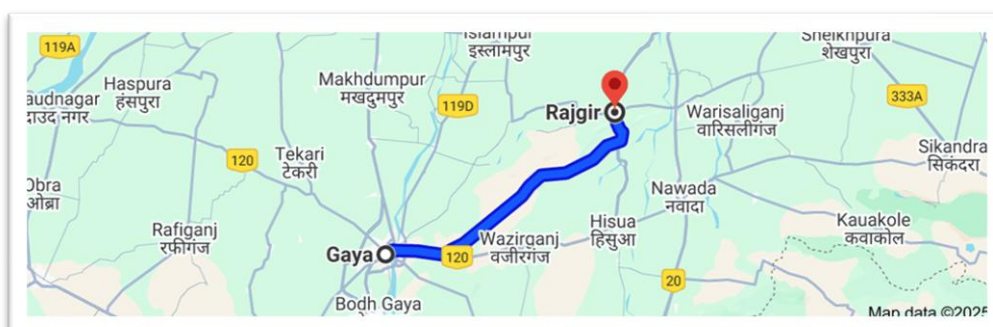 119A
Islampur
इस्लामपुर
Sheikhpura
शेखपुरा
Haspura
हसपुरा
audnagar
दाउद नगर
Makhdumpur
मखदुमपुर
119D
Rajgir
Warisaliganj
वारिसलीगंज
333A
120
Tekari
टेकरी
Sikandra
सिकंदरा
Obra
ओब्रा
Nawada
नवादा
Rafiganj
रफीगंज
Hisua
हिसुआ
Kauakole
कवाकोल
Gaya
120
Wazirganj
वजीरगंज
20
Bodh Gaya
Map data ©2025